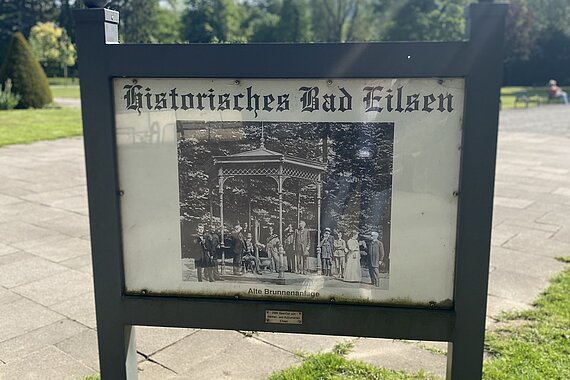 Historisches Bad Eilsen
Alte Brunnenanlage